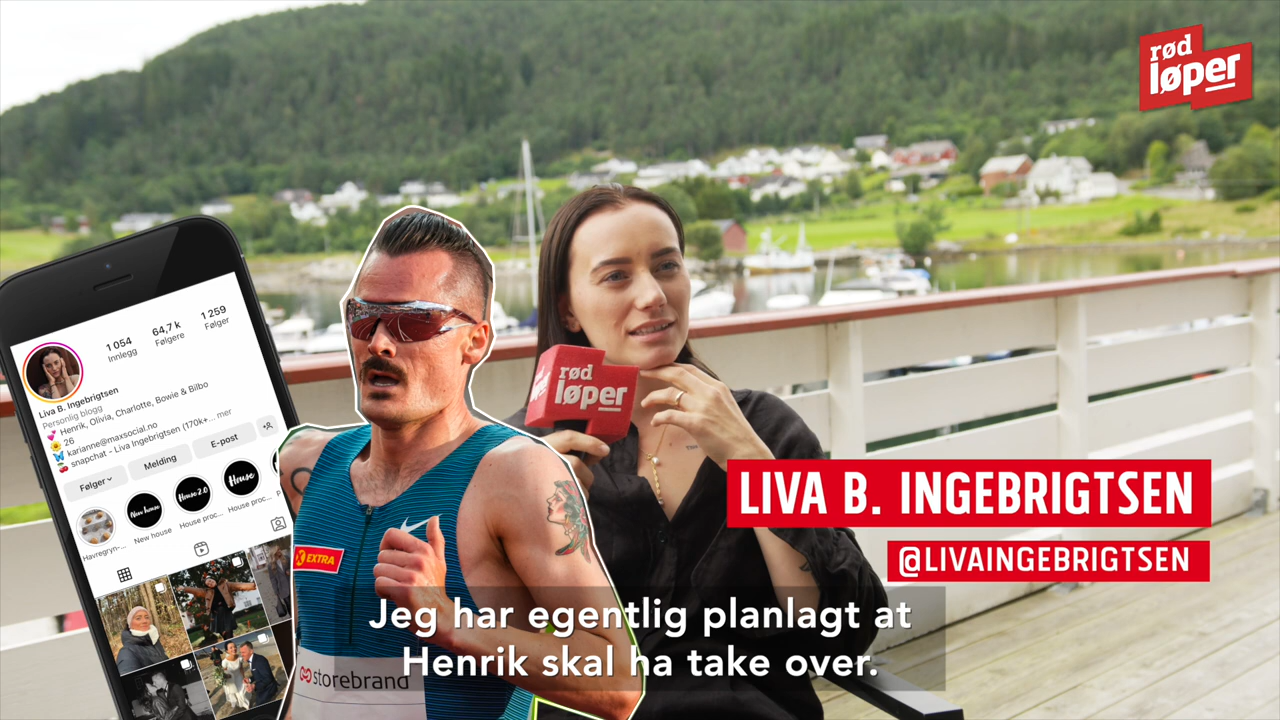 rød
løper
1 054
Innlegg
64,7 k
Følgere
1 259
Følger
Liva B. Ingebrigtsen
Personlig blogg
💕 Henrik, Olivia, Charlotte, Bowie & Bilbo
🌼 26
🦋 karianne@maxsocial.no
🍒 snapchat - Liva Ingebrigtsen (170k+... mer
Følger
Melding
E-post
New house
House 2.0
House
Havregryn-...
New house
House proc...
House proc...
rød
løper
LIVA B. INGEBRIGTSEN
@LIVAINGEBRIGTSEN
EXTRA
storebrand
Jeg har egentlig planlagt at
Henrik skal ha take over.